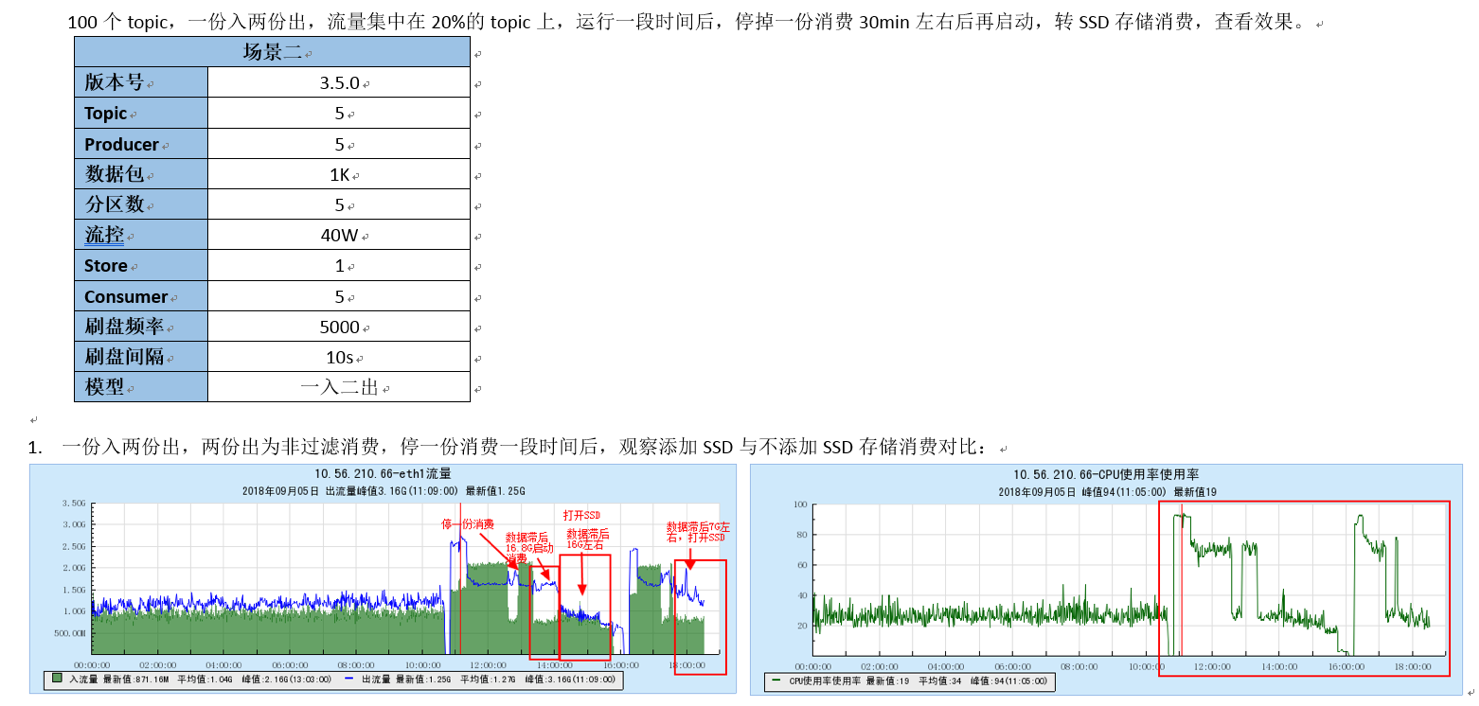 100 个 topic，一份入两份出，流量集中在 20%的 topic 上，运行一段时间后，停掉一份消费 30min 左右后再启动，转 SSD 存储消费，查看效果。
场景二
版本号 3.5.0
Topic 5
Producer 5
数据包 1K
分区数 5
流控 40W
Store 1
Consumer 5
刷盘频率 5000
刷盘间隔 10s
模型 一入二出
1. 一份入两份出，两份出为非过滤消费，停一份消费一段时间后，观察添加 SSD 与不添加 SSD 存储消费对比：
10.56.210.66-eth1流量
2018年09月05日 出流量峰值3.16G(11:09:00) 最新值1.25G
3.50G
3.00G
2.50G
2.00G
1.50G
1.00G
500.00M
停一份消费
数据滞后
16.8G启动
消费
打开SSD
数据滞后
16G左右
数据滞后7G左
右，打开SSD
00:00:00 02:00:00 04:00:00 06:00:00 08:00:00 10:00:00 12:00:00 14:00:00 16:00:00 18:00:00
入流量 最新值:871.16M 平均值:1.04G 峰值:2.16G(13:03:00) 出流量 最新值:1.25G 平均值:1.27G 峰值:3.16G(11:09:00)
10.56.210.66-CPU使用率使用率
2018年09月05日 峰值94(11:05:00) 最新值19
100
80
60
40
20
00:00:00 02:00:00 04:00:00 06:00:00 08:00:00 10:00:00 12:00:00 14:00:00 16:00:00 18:00:00
CPU使用率使用率 最新值:19 平均值:34 峰值:94(11:05:00)